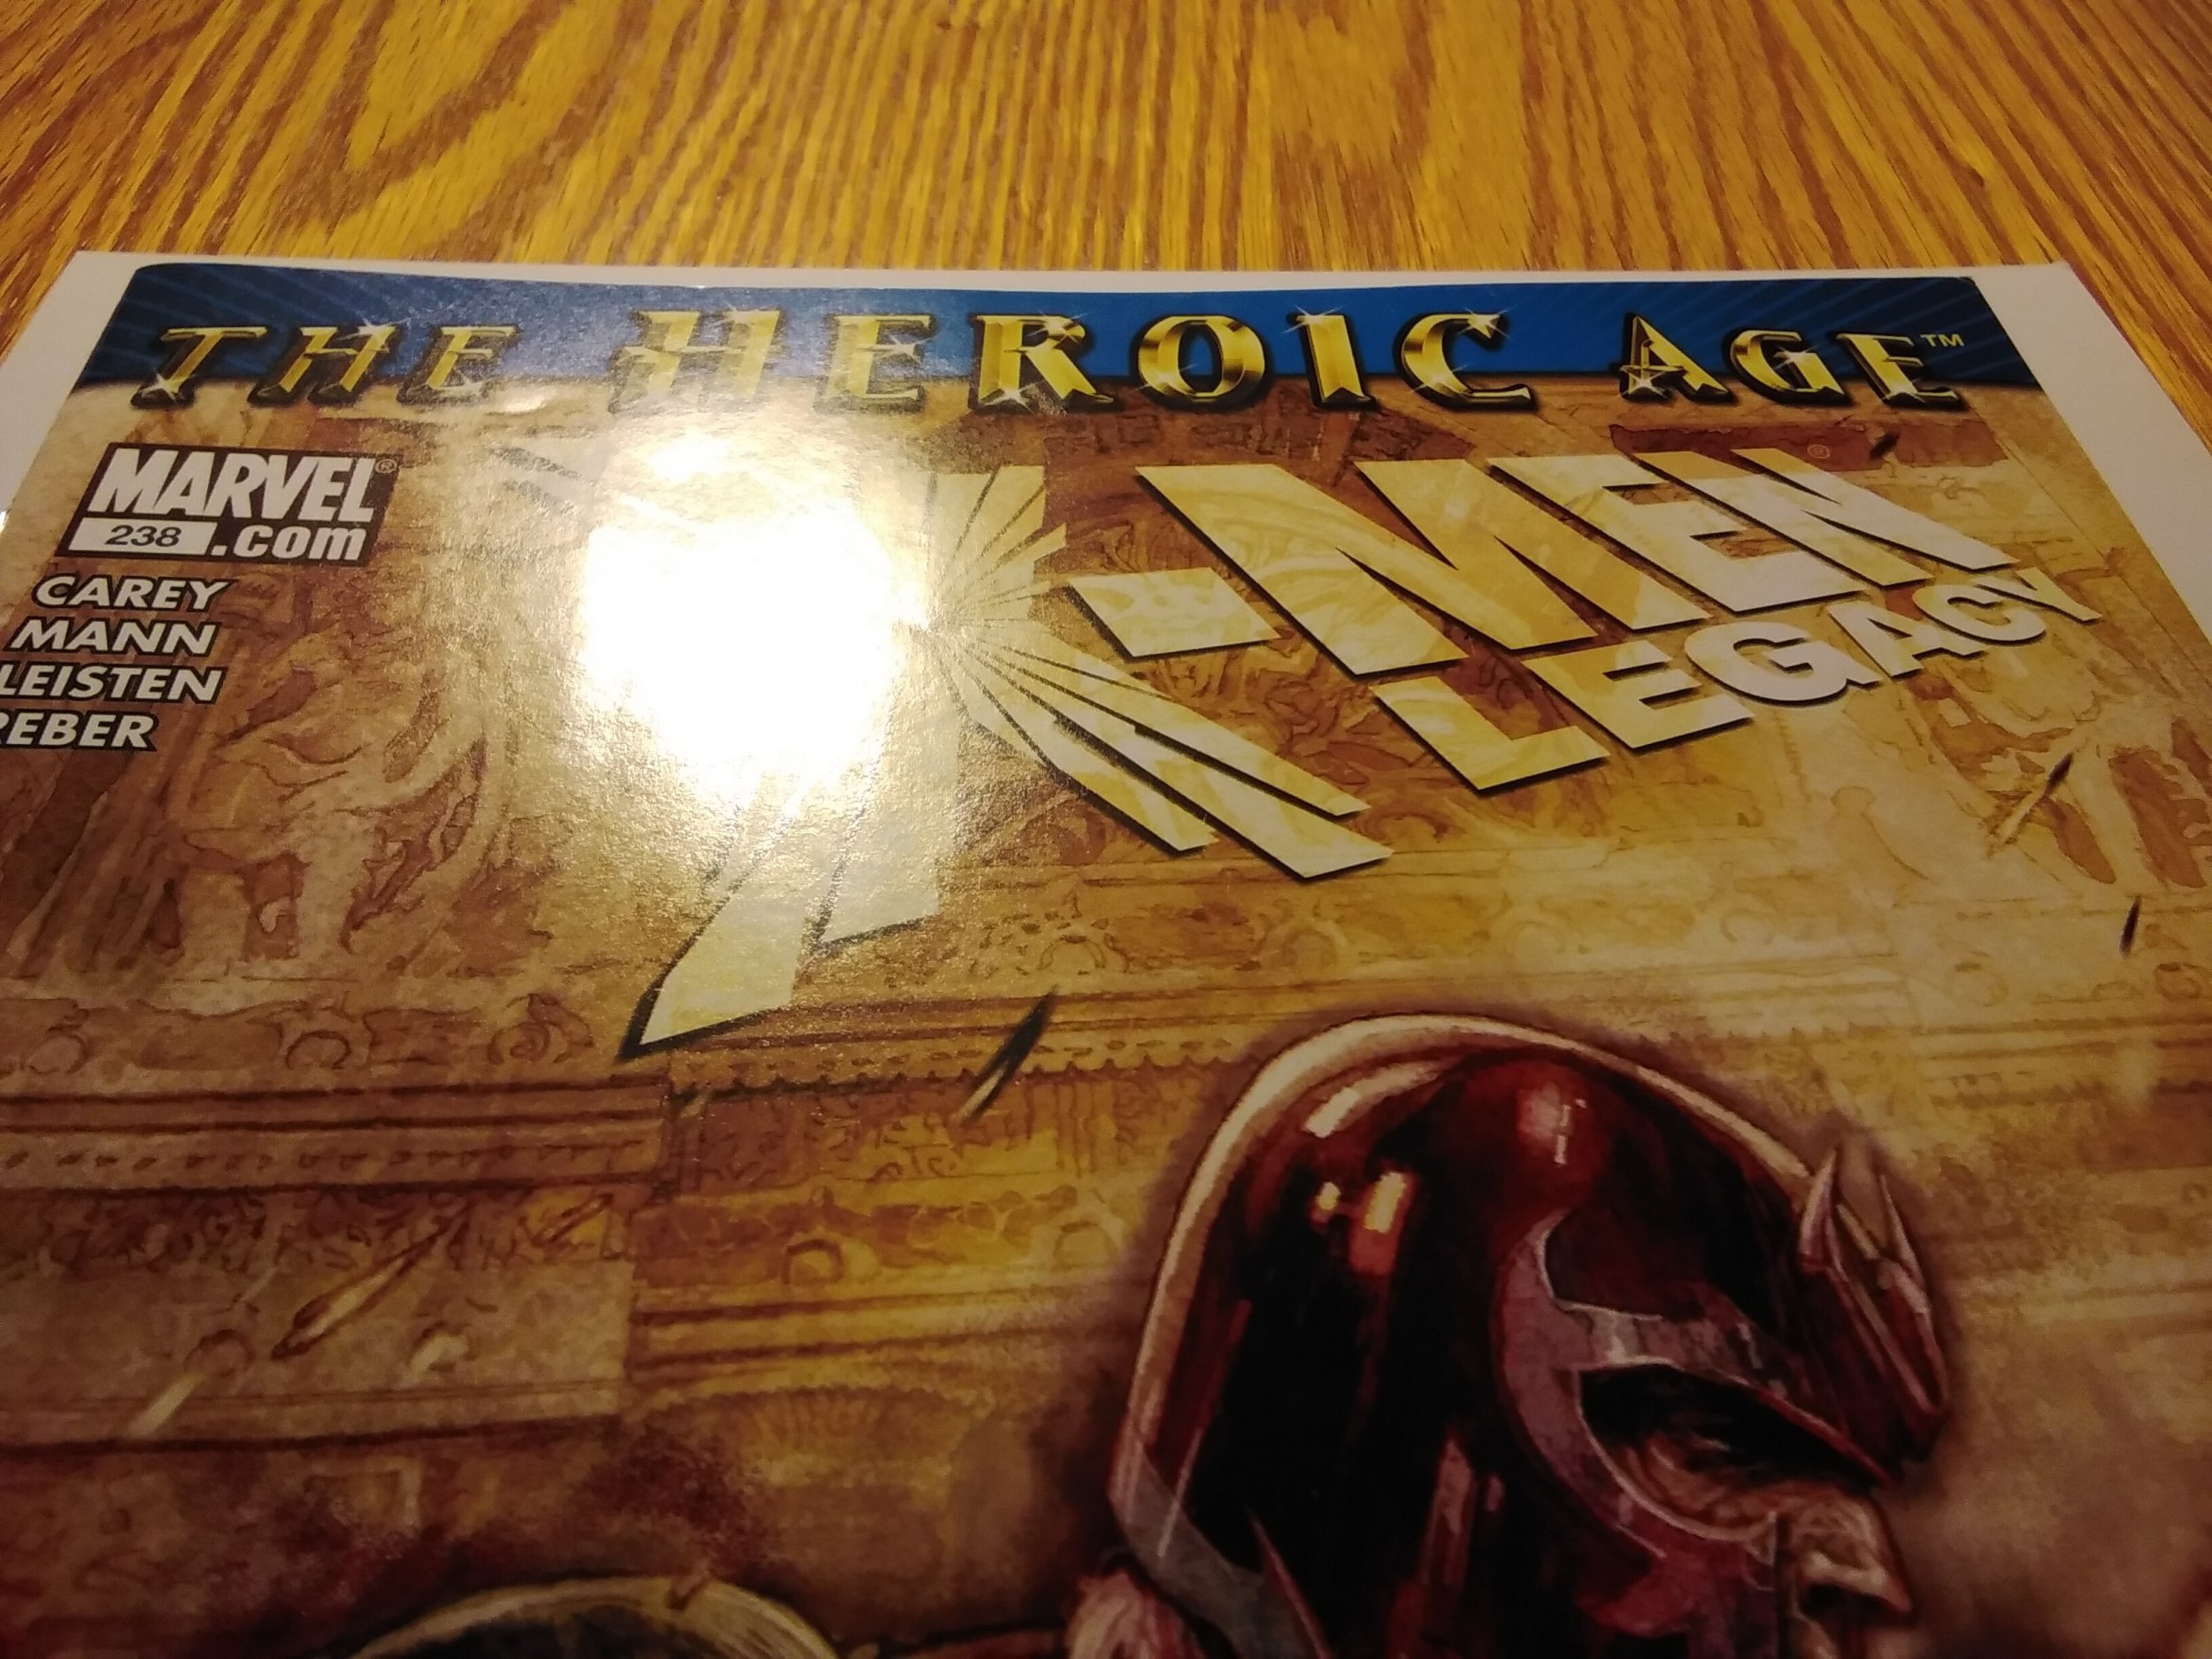 THE HEROIC AGE™
MARVEL®
238 .com
X-MEN®
LEGACY
CAREY
MANN
LEISTEN
REBER